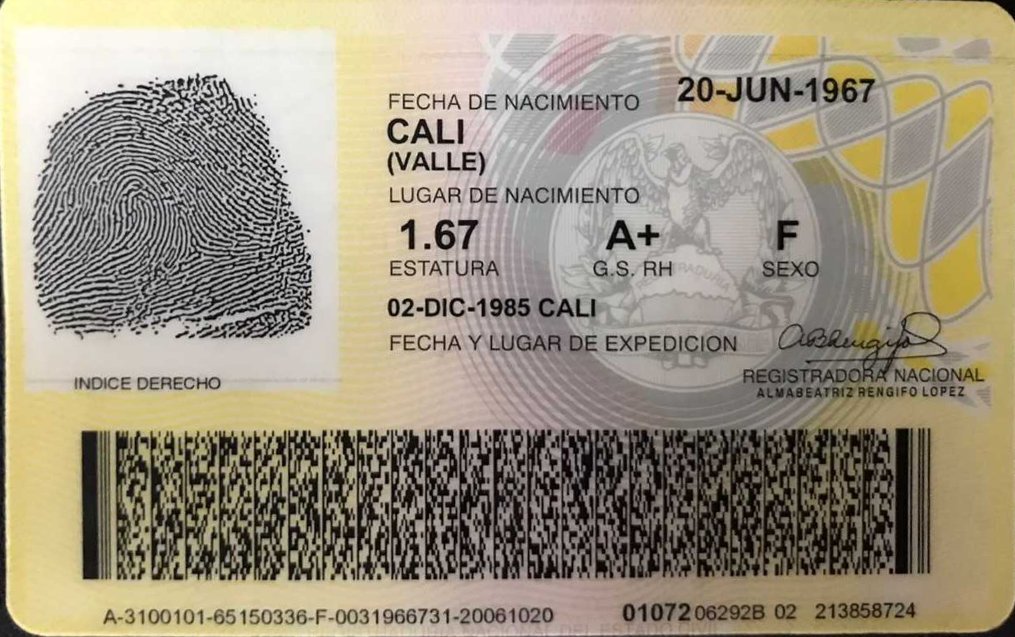 FECHA DE NACIMIENTO 20-JUN-1967
CALI
(VALLE)
LUGAR DE NACIMIENTO
1.67 A+ F
ESTATURA G.S. RH SEXO
02-DIC-1985 CALI
FECHA Y LUGAR DE EXPEDICION
INDICE DERECHO
REGISTRADORA NACIONAL
ALMABEATRIZ RENGIFO LOPEZ
A-3100101-65150336-F-0031966731-20061020 01072 06292B 02 213858724